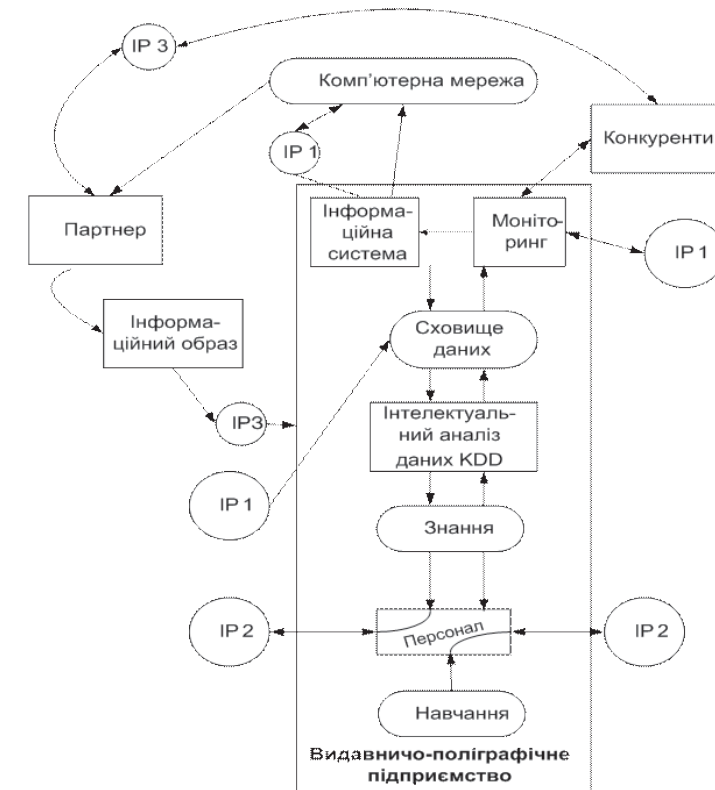 ІР 3
Комп’ютерна мережа
Конкуренти
ІР 1
Партнер
Інформа-
ційна
система
Моніто-
ринг
ІР 1
Інформа-
ційний образ
Сховище
даних
ІР3
Інтелектуаль-
ний аналіз
даних KDD
ІР 1
Знання
ІР 2
Персонал
ІР 2
Навчання
Видавничо-поліграфічне
підприємство